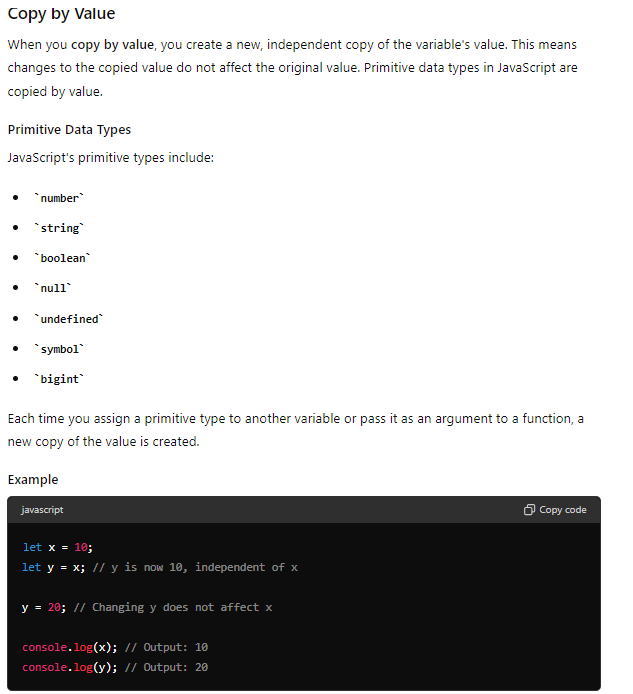 Copy by Value
When you copy by value, you create a new, independent copy of the variable's value. This means
changes to the copied value do not affect the original value. Primitive data types in JavaScript are
copied by value.
Primitive Data Types
JavaScript's primitive types include:
• `number`
• `string`
• `boolean`
• `null`
• `undefined`
• `symbol`
• `bigint`
Each time you assign a primitive type to another variable or pass it as an argument to a function, a
new copy of the value is created.
Example
javascript Copy code
let x = 10;
let y = x; // y is now 10, independent of x
y = 20; // Changing y does not affect x
console.log(x); // Output: 10
console.log(y); // Output: 20